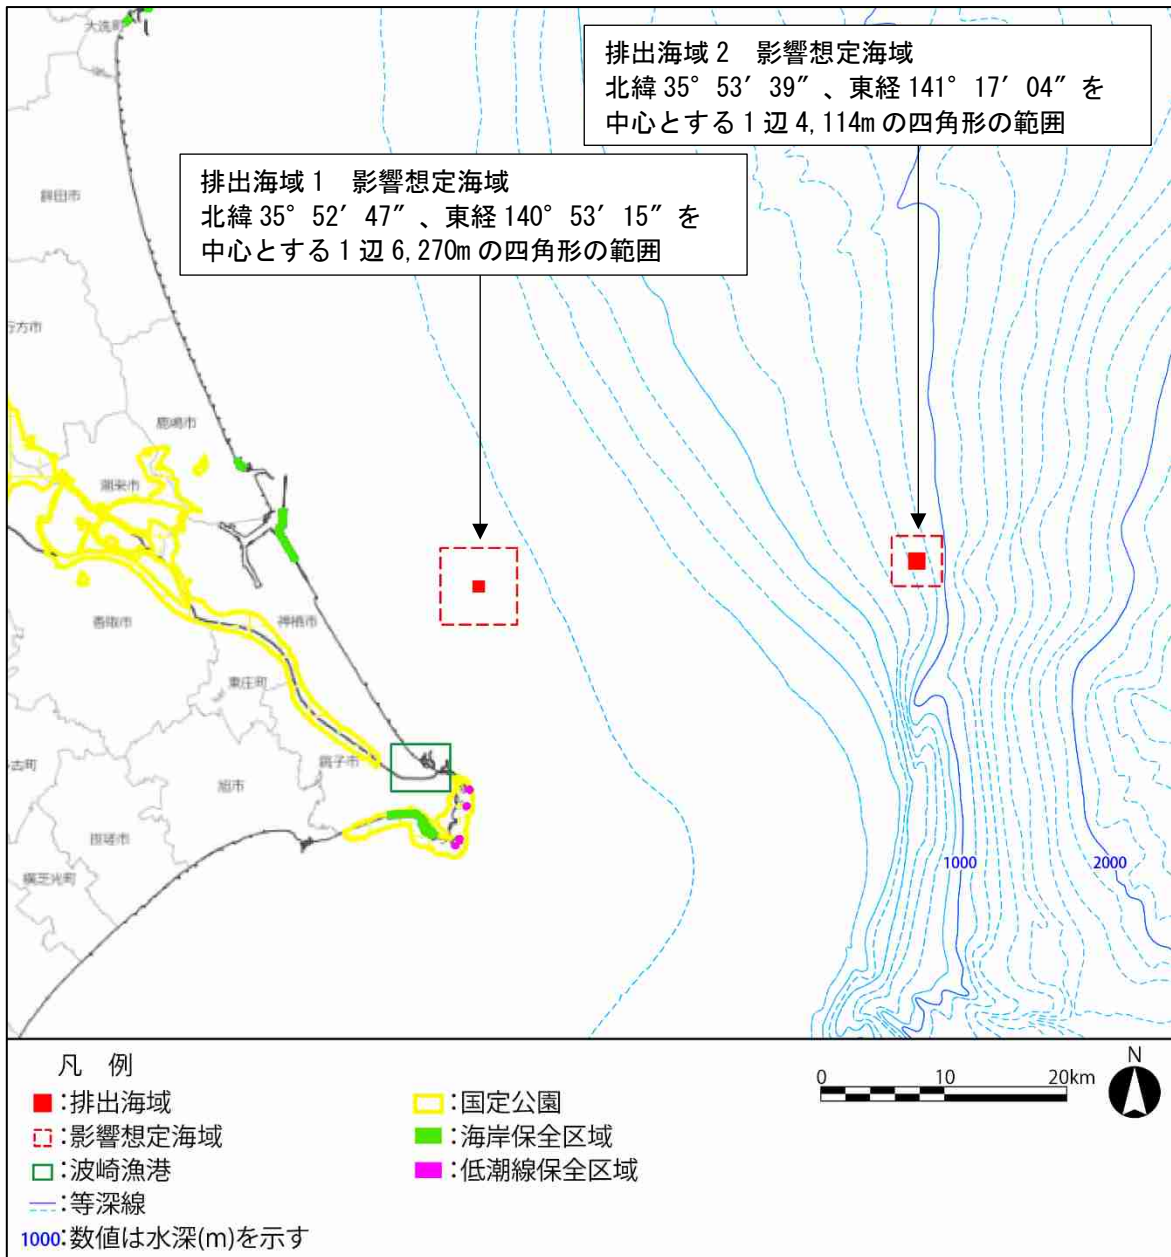 大洗町
排出海域 2 影響想定海域
北緯 35° 53′ 39″ 、東経 141° 17′ 04″ を
中心とする 1 辺 4,114m の四角形の範囲
排出海域 1 影響想定海域
北緯 35° 52′ 47″ 、東経 140° 53′ 15″ を
中心とする 1 辺 6,270m の四角形の範囲
鉾田市
行方市
鹿嶋市
潮来市
香取市
神栖市
東庄町
銚子市
旭市
匝瑳市
横芝光町
1000
2000
凡 例
:排出海域
:影響想定海域
:波崎漁港
:等深線
1000:数値は水深(m)を示す
:国定公園
:海岸保全区域
:低潮線保全区域
0 10 20km
N